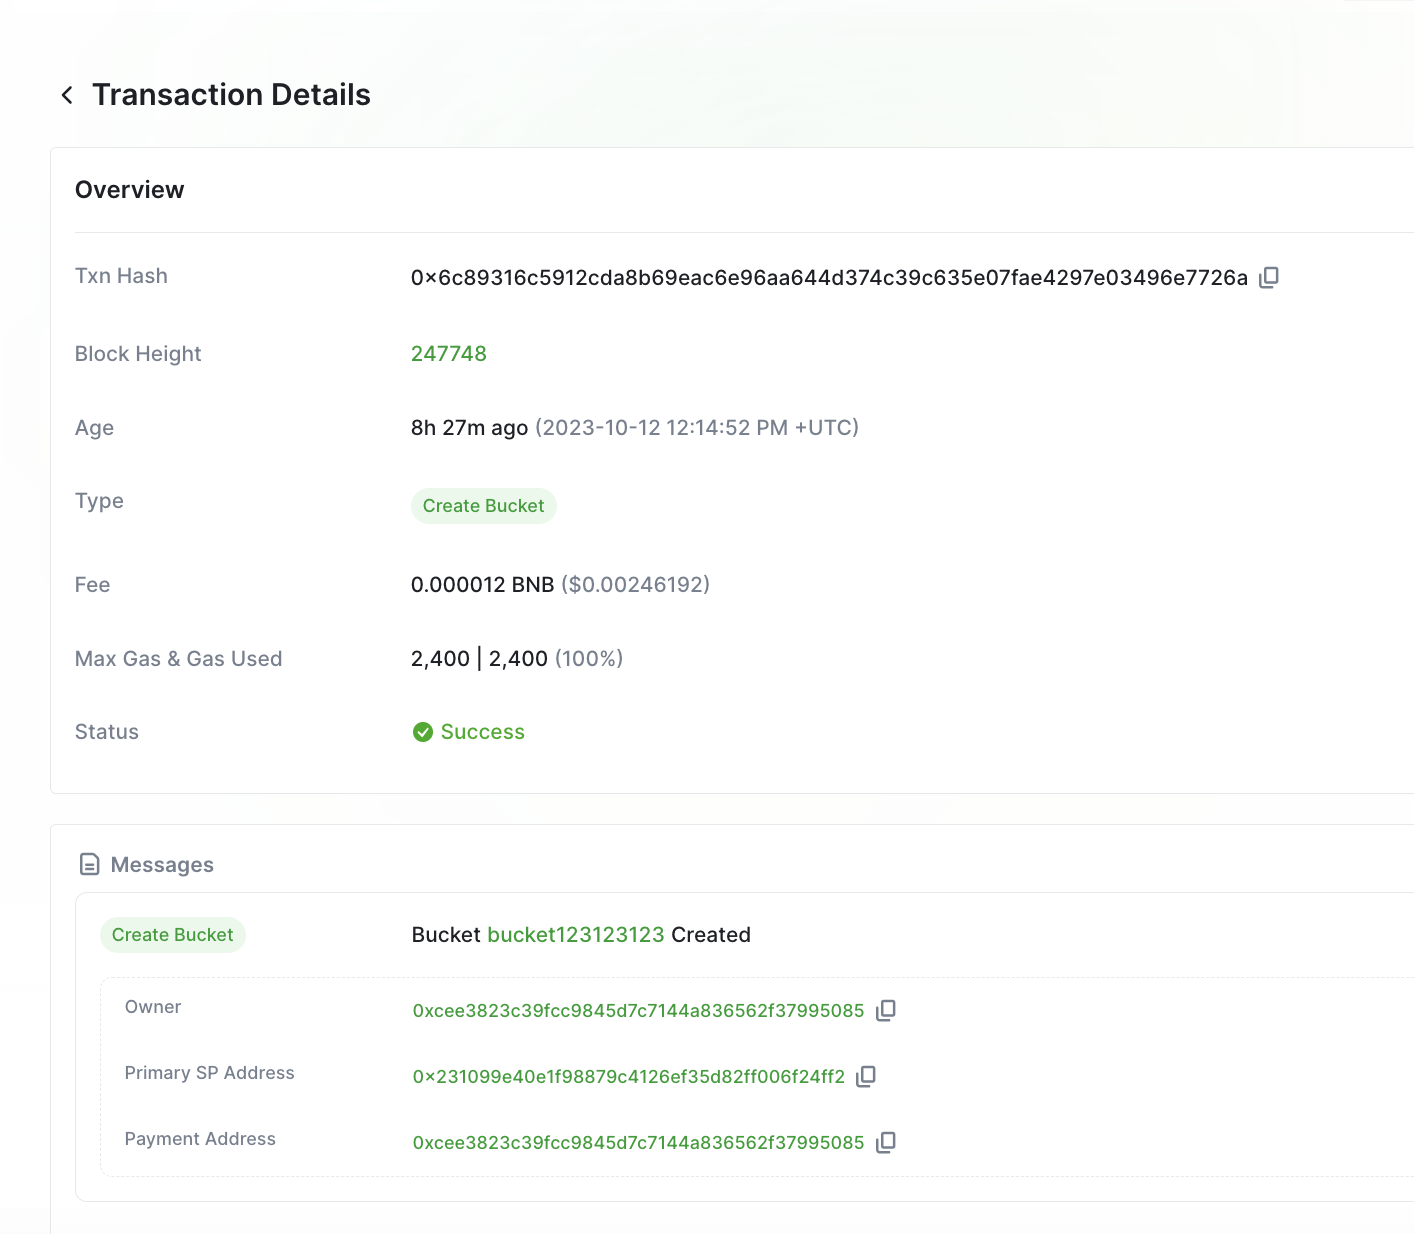 Transaction Details
Overview
Txn Hash 0x6c89316c5912cda8b69eac6e96aa644d374c39c635e07fae4297e03496e7726a
Block Height 247748
Age 8h 27m ago (2023-10-12 12:14:52 PM +UTC)
Type Create Bucket
Fee 0.000012 BNB ($0.00246192)
Max Gas & Gas Used 2,400 | 2,400 (100%)
Status Success
Messages
Create Bucket Bucket bucket123123123 Created
Owner 0xcee3823c39fcc9845d7c7144a836562f37995085
Primary SP Address 0x231099e40e1f98879c4126ef35d82ff006f24ff2
Payment Address 0xcee3823c39fcc9845d7c7144a836562f37995085